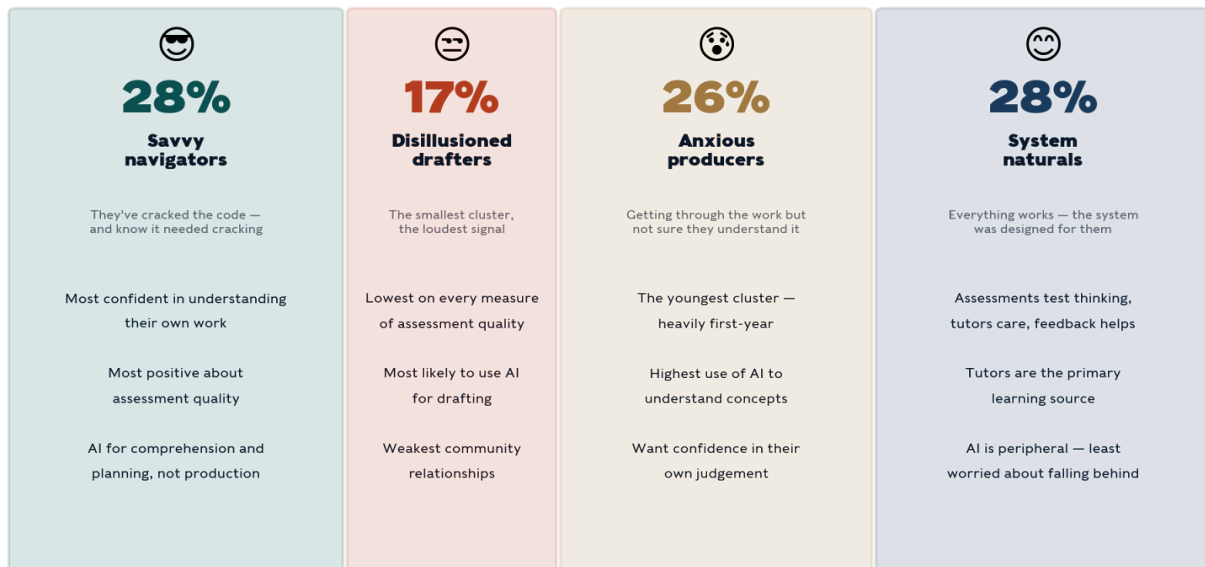 28%
Savvy
navigators
They've cracked the code —
and know it needed cracking
Most confident in understanding
their own work
Most positive about
assessment quality
AI for comprehension and
planning, not production
17%
Disillusioned
drafters
The smallest cluster,
the loudest signal
Lowest on every measure
of assessment quality
Most likely to use AI
for drafting
Weakest community
relationships
26%
Anxious
producers
Getting through the work but
not sure they understand it
The youngest cluster —
heavily first-year
Highest use of AI to
understand concepts
Want confidence in their
own judgement
28%
System
naturals
Everything works — the system
was designed for them
Assessments test thinking,
tutors care, feedback helps
Tutors are the primary
learning source
AI is peripheral — least
worried about falling behind